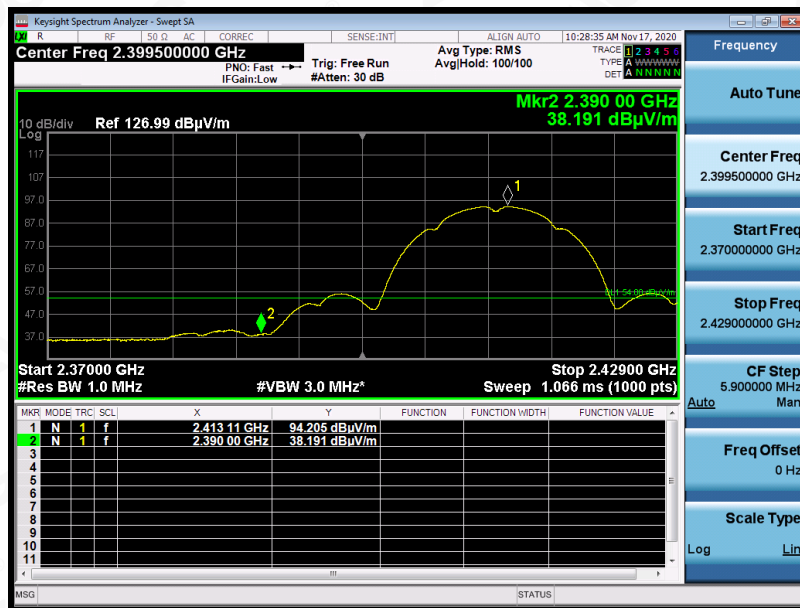 Keysight Spectrum Analyzer - Swept SA
LXI R RF 50 Ω AC CORREC SENSE:INT ALIGN AUTO 10:28:35 AM Nov 17, 2020
Center Freq 2.399500000 GHz
PNO: Fast
IFGain:Low
Trig: Free Run
#Atten: 30 dB
Avg Type: RMS
Avg|Hold: 100/100
TRACE 1 2 3 4 5 6
TYPE A WWWWW
DET A N N N N N
Mkr2 2.390 00 GHz
38.191 dBµV/m
10 dB/div Ref 126.99 dBµV/m
Log
117
107
97.0
87.0
77.0
67.0
57.0
47.0
37.0
1
2
DL1 54.00 dBµV/m
Start 2.37000 GHz Stop 2.42900 GHz
#Res BW 1.0 MHz #VBW 3.0 MHz* Sweep 1.066 ms (1000 pts)
MKR MODE TRC SCL X Y FUNCTION FUNCTION WIDTH FUNCTION VALUE
1 N 1 f 2.413 11 GHz 94.205 dBµV/m
2 N 1 f 2.390 00 GHz 38.191 dBµV/m
3
4
5
6
7
8
9
10
11
MSG STATUS
Frequency
Auto Tune
Center Freq
2.399500000 GHz
Start Freq
2.370000000 GHz
Stop Freq
2.429000000 GHz
CF Step
5.900000 MHz
Auto Man
Freq Offset
0 Hz
Scale Type
Log Lin